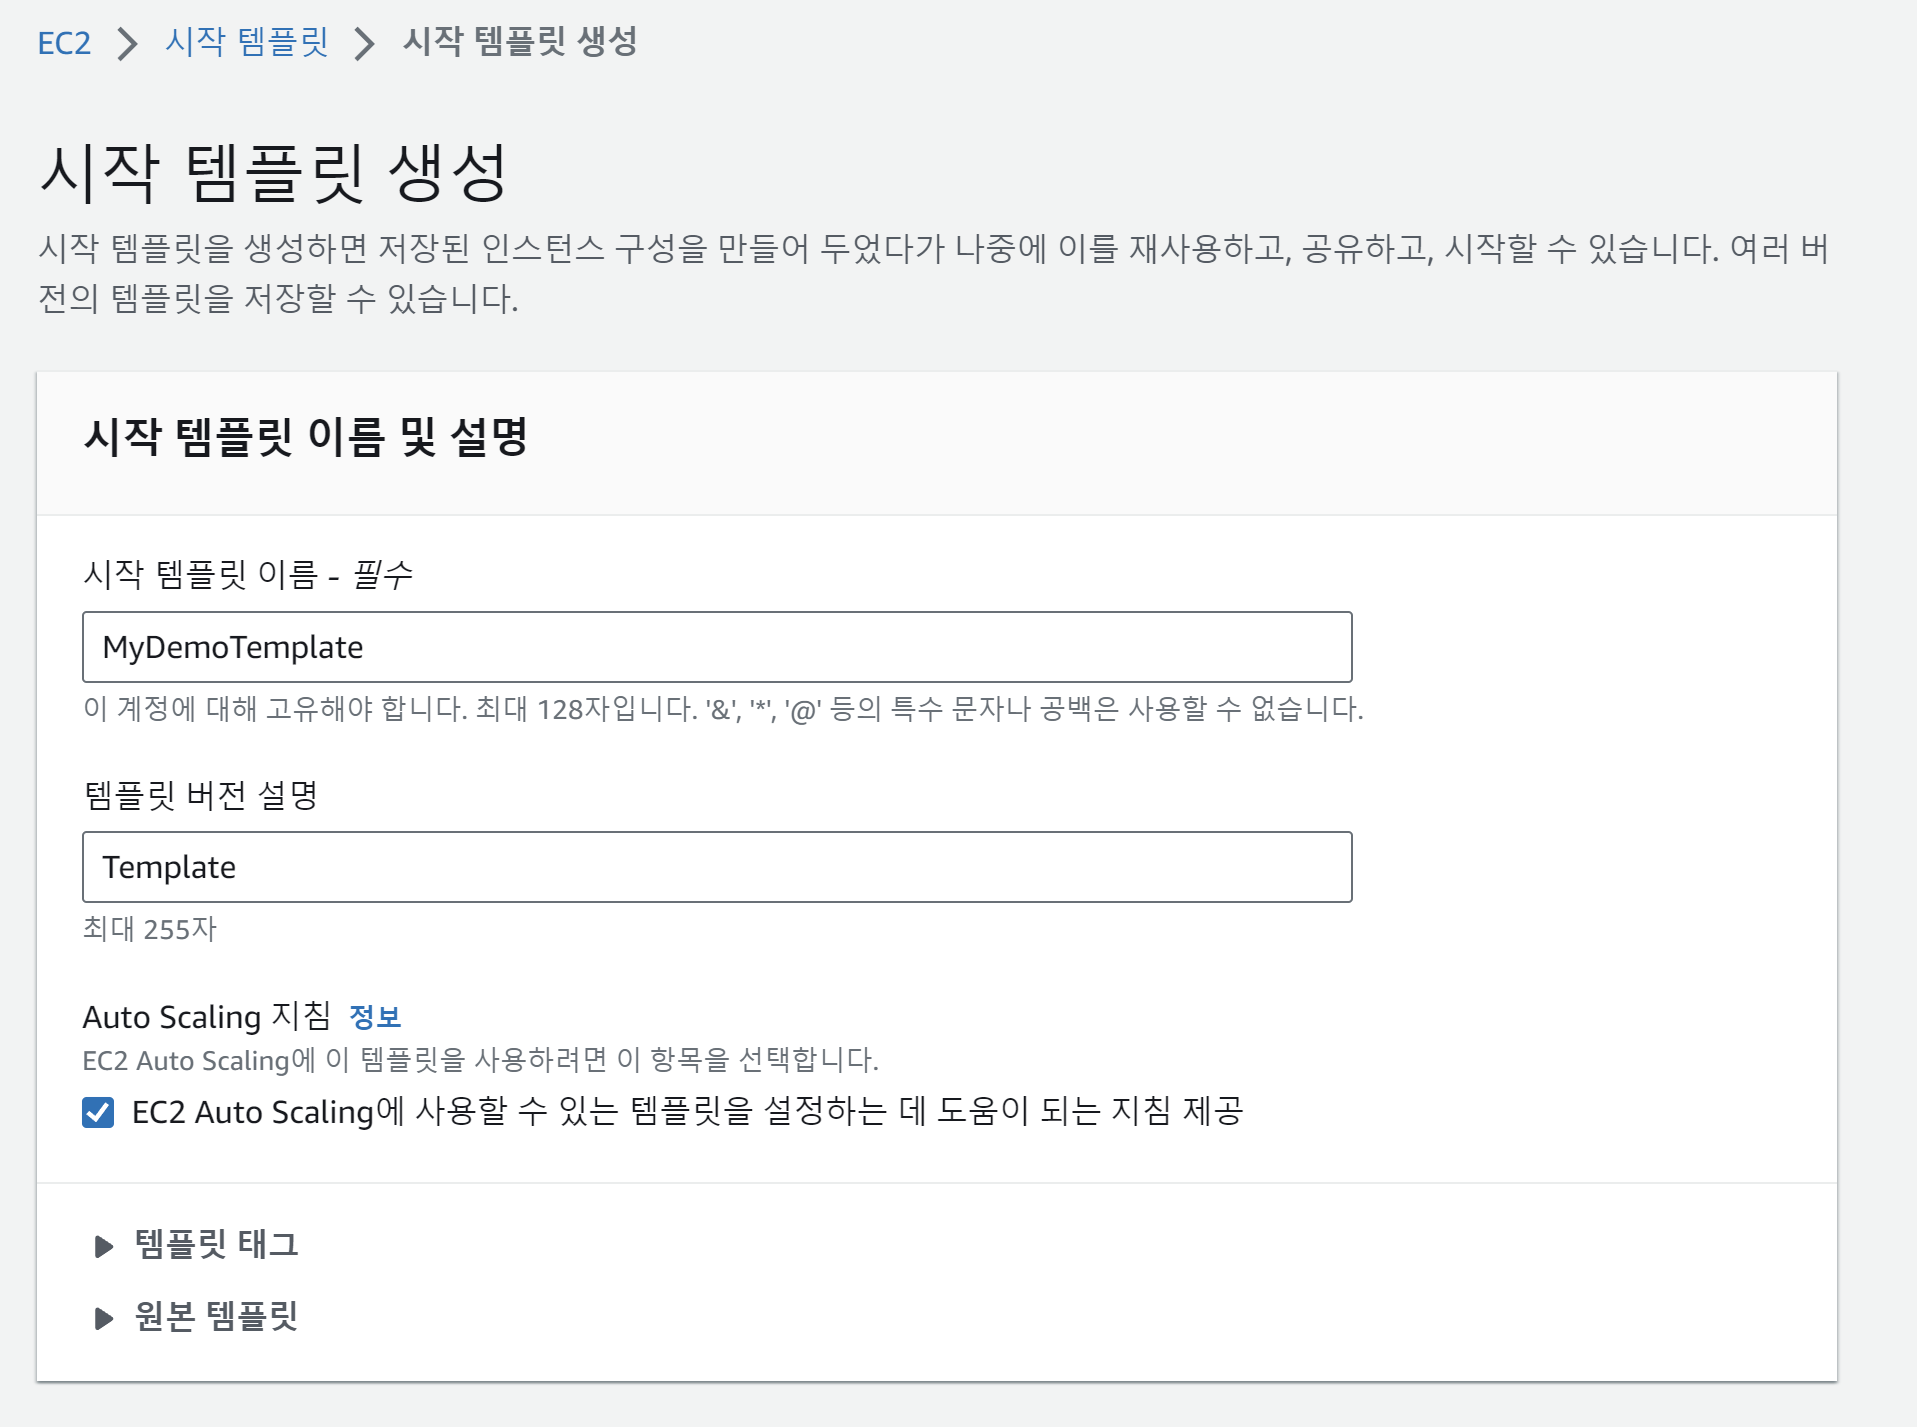 EC2 > 시작 템플릿 > 시작 템플릿 생성
시작 템플릿 생성
시작 템플릿을 생성하면 저장된 인스턴스 구성을 만들어 두었다가 나중에 이를 재사용하고, 공유하고, 시작할 수 있습니다. 여러 버
전의 템플릿을 저장할 수 있습니다.
시작 템플릿 이름 및 설명
시작 템플릿 이름 - 필수
MyDemoTemplate
이 계정에 대해 고유해야 합니다. 최대 128자입니다. '&', '*', '@' 등의 특수 문자나 공백은 사용할 수 없습니다.
템플릿 버전 설명
Template
최대 255자
Auto Scaling 지침 정보
EC2 Auto Scaling에 이 템플릿을 사용하려면 이 항목을 선택합니다.
EC2 Auto Scaling에 사용할 수 있는 템플릿을 설정하는 데 도움이 되는 지침 제공
템플릿 태그
원본 템플릿